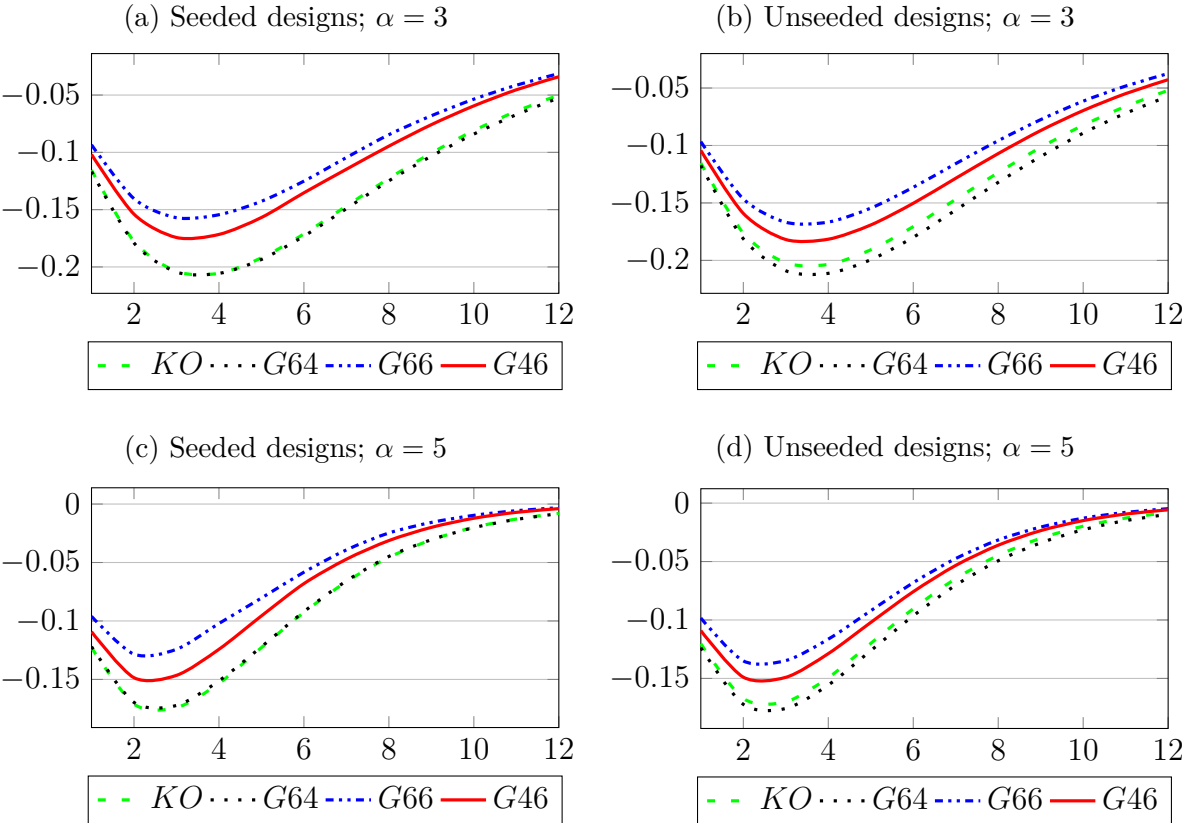 (a) Seeded designs; α = 3
−0.05
−0.1
−0.15
−0.2
2 4 6 8 10 12
KO G64 G66 G46
(b) Unseeded designs; α = 3
−0.05
−0.1
−0.15
−0.2
2 4 6 8 10 12
KO G64 G66 G46
(c) Seeded designs; α = 5
0
−0.05
−0.1
−0.15
2 4 6 8 10 12
KO G64 G66 G46
(d) Unseeded designs; α = 5
0
−0.05
−0.1
−0.15
2 4 6 8 10 12
KO G64 G66 G46